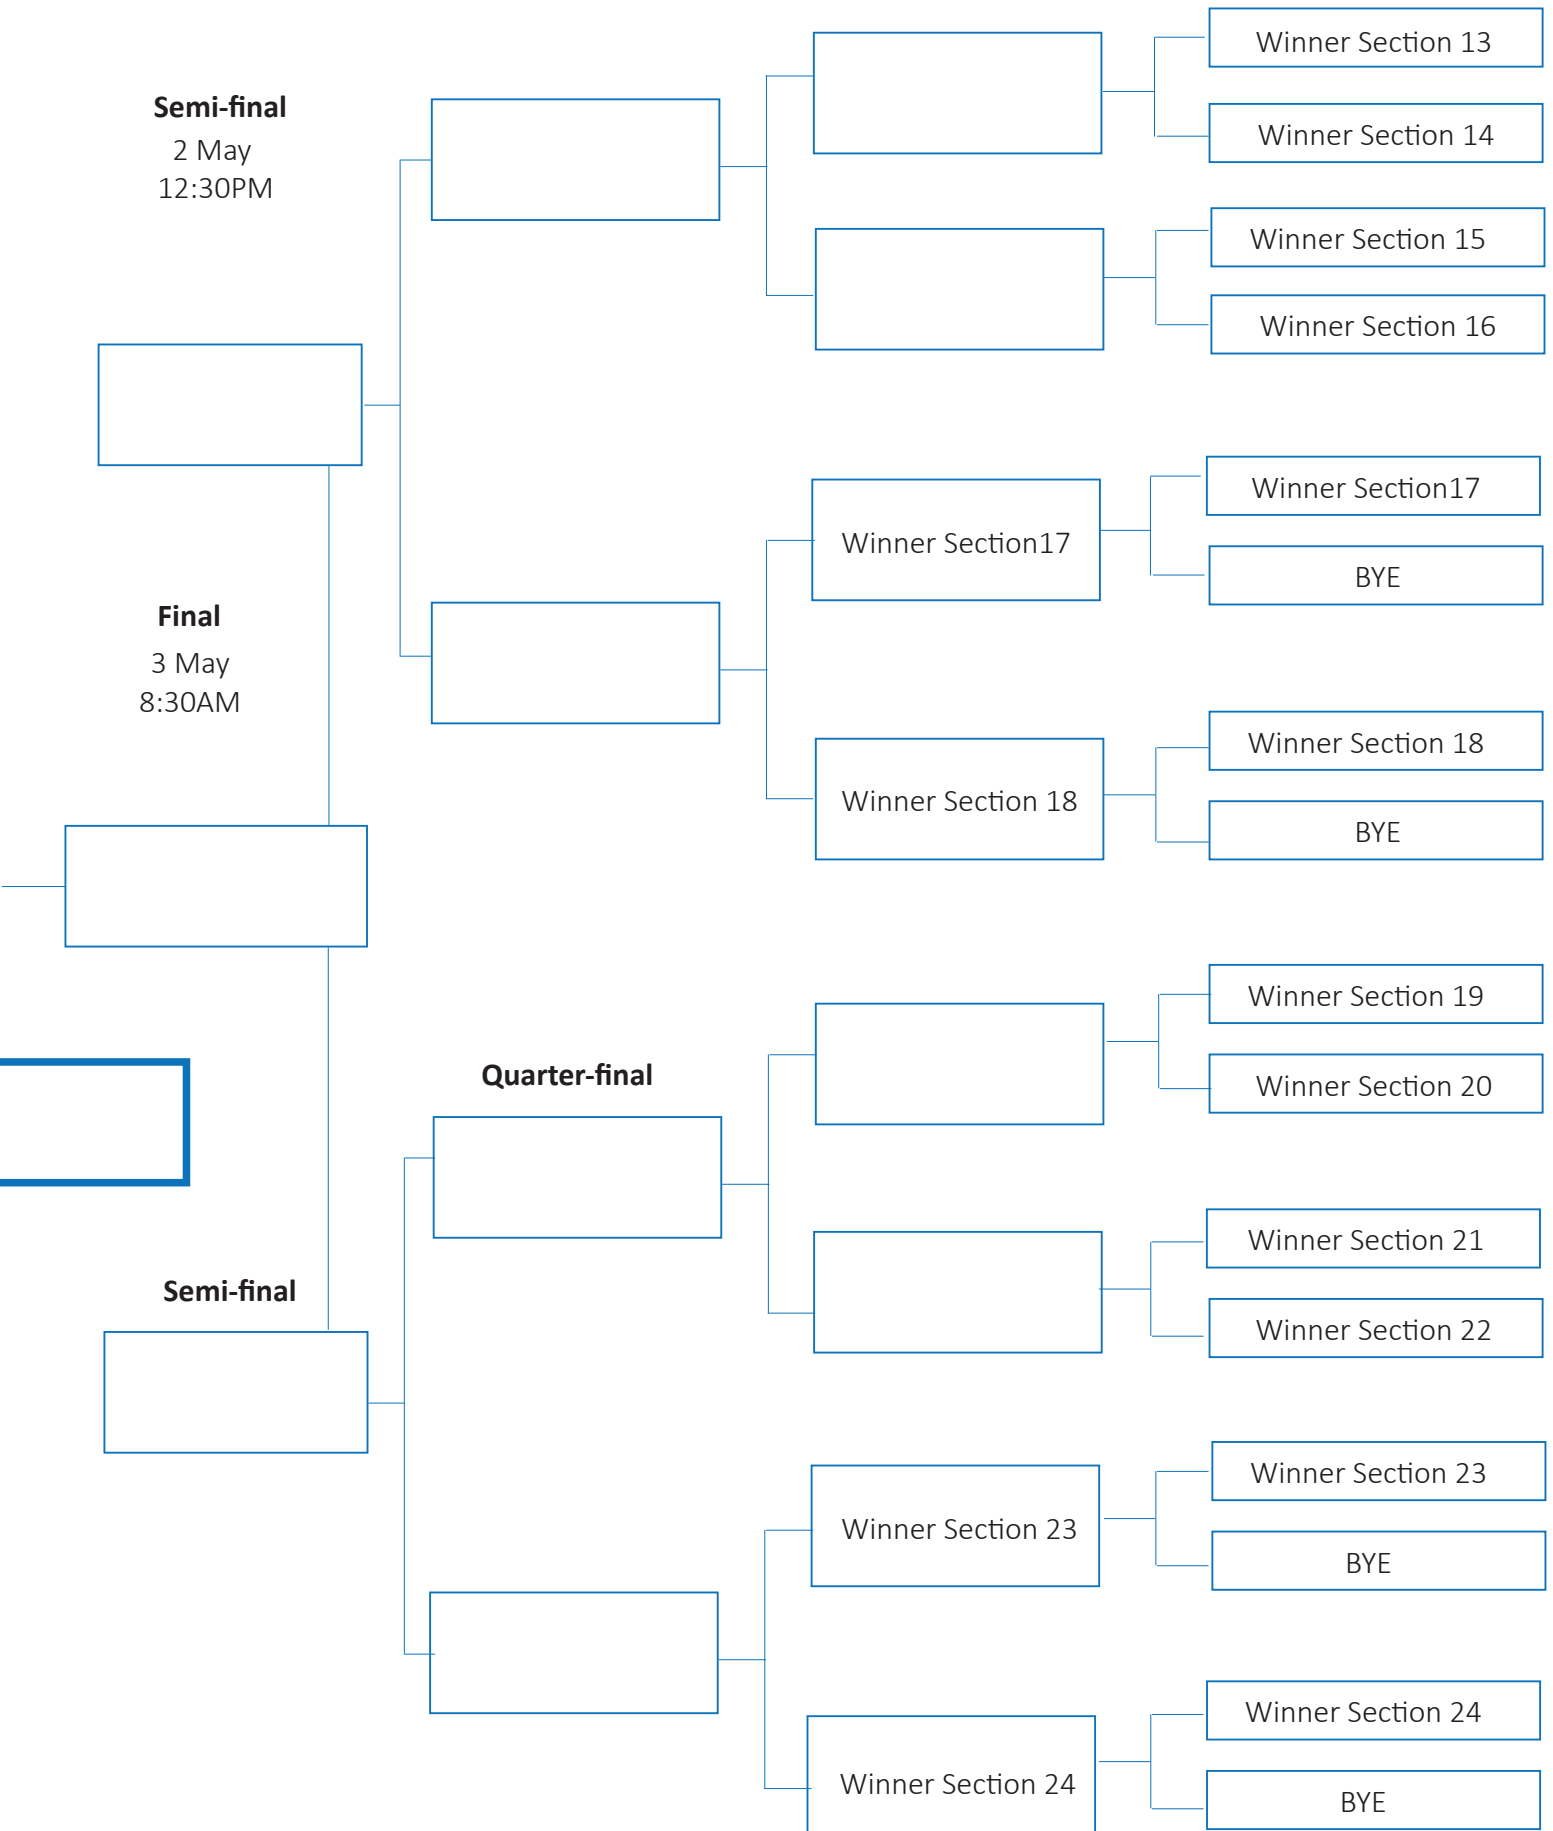 Semi-final
2 May
12:30PM
Final
3 May
8:30AM
Semi-final
Quarter-final
Winner Section17
Winner Section 18
Winner Section 23
Winner Section 24
Winner Section 13
Winner Section 14
Winner Section 15
Winner Section 16
Winner Section17
BYE
Winner Section 18
BYE
Winner Section 19
Winner Section 20
Winner Section 21
Winner Section 22
Winner Section 23
BYE
Winner Section 24
BYE